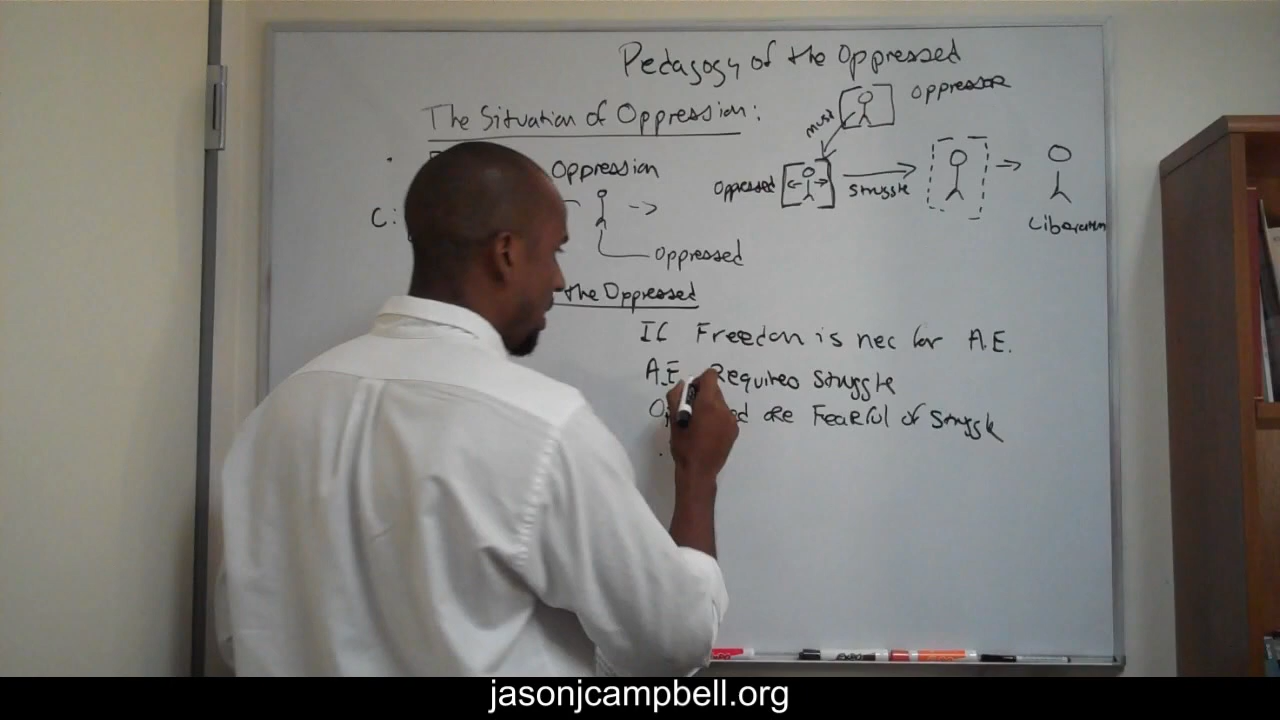 Pedagogy of the Oppressed
OppressOR
The Situation of Oppression:
must
Oppression
Oppressed
Struggle
C:
Liberation
Oppressed
the Oppressed
If Freedom is nec for A.E.
A.E. Requires Struggle
are Fearful of Struggle
EXPO
jasonjcampbell.org